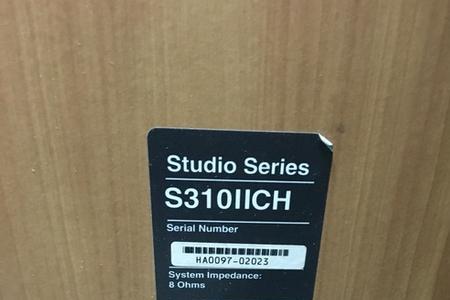 Studio Series
S310IICH
Serial Number
HA0097-02023
System Impedance:
8 Ohms